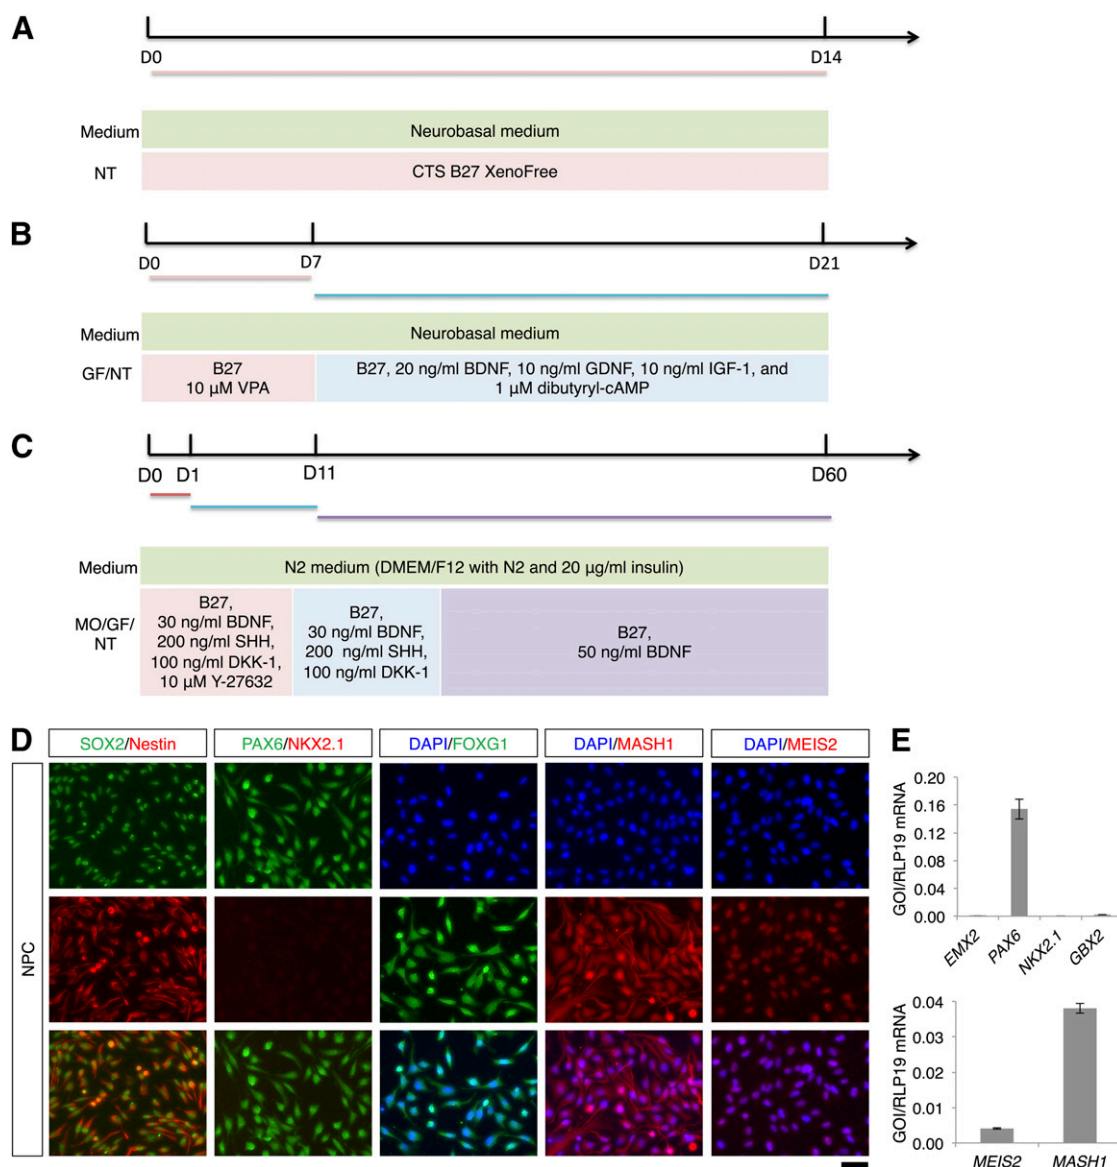 A
D0 D14
Medium Neurobasal medium
NT CTS B27 XenoFree
B
D0 D7 D21
Medium Neurobasal medium
GF/NT
B27
10 µM VPA
B27, 20 ng/ml BDNF, 10 ng/ml GDNF, 10 ng/ml IGF-1, and
1 µM dibutyryl-cAMP
C
D0 D1 D11 D60
Medium N2 medium (DMEM/F12 with N2 and 20 µg/ml insulin)
MO/GF/
NT
B27,
30 ng/ml BDNF,
200 ng/ml SHH,
100 ng/ml DKK-1,
10 µM Y-27632
B27,
30 ng/ml BDNF,
200 ng/ml SHH,
100 ng/ml DKK-1
B27,
50 ng/ml BDNF
D
SOX2/Nestin PAX6/NKX2.1 DAPI/FOXG1 DAPI/MASH1 DAPI/MEIS2
NPC
E
GOI/RLP19 mRNA
0.20
0.16
0.12
0.08
0.04
0.00
EMX2 PAX6 NKX2.1 GBX2
GOI/RLP19 mRNA
0.04
0.03
0.02
0.01
0.00
MEIS2 MASH1